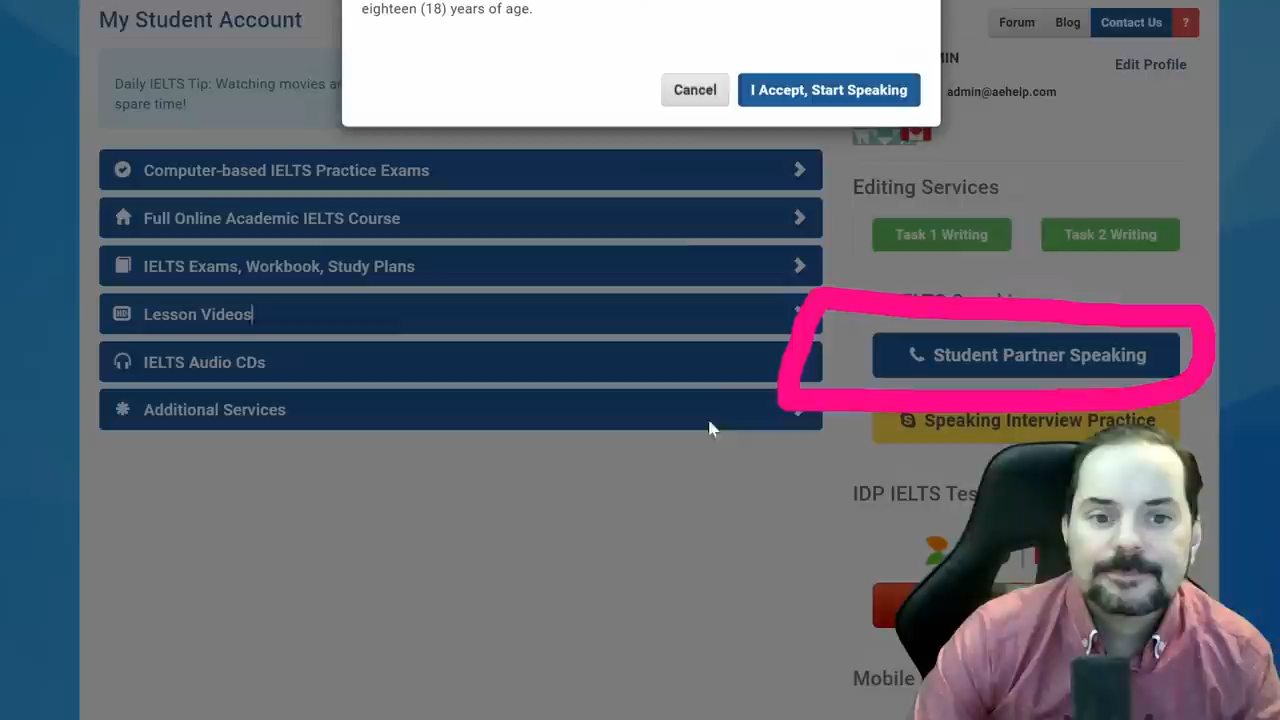 eighteen (18) years of age.
Cancel
I Accept, Start Speaking
My Student Account
Forum
Blog
Contact Us
?
Edit Profile
admin@aehelp.com
Daily IELTS Tip: Watching movies
spare time!
Computer-based IELTS Practice Exams
Full Online Academic IELTS Course
IELTS Exams, Workbook, Study Plans
HD
Lesson Videos
IELTS Audio CDs
Additional Services
Editing Services
Task 1 Writing
Task 2 Writing
Student Partner Speaking
Speaking Interview Practice
IDP IELTS
Mobile